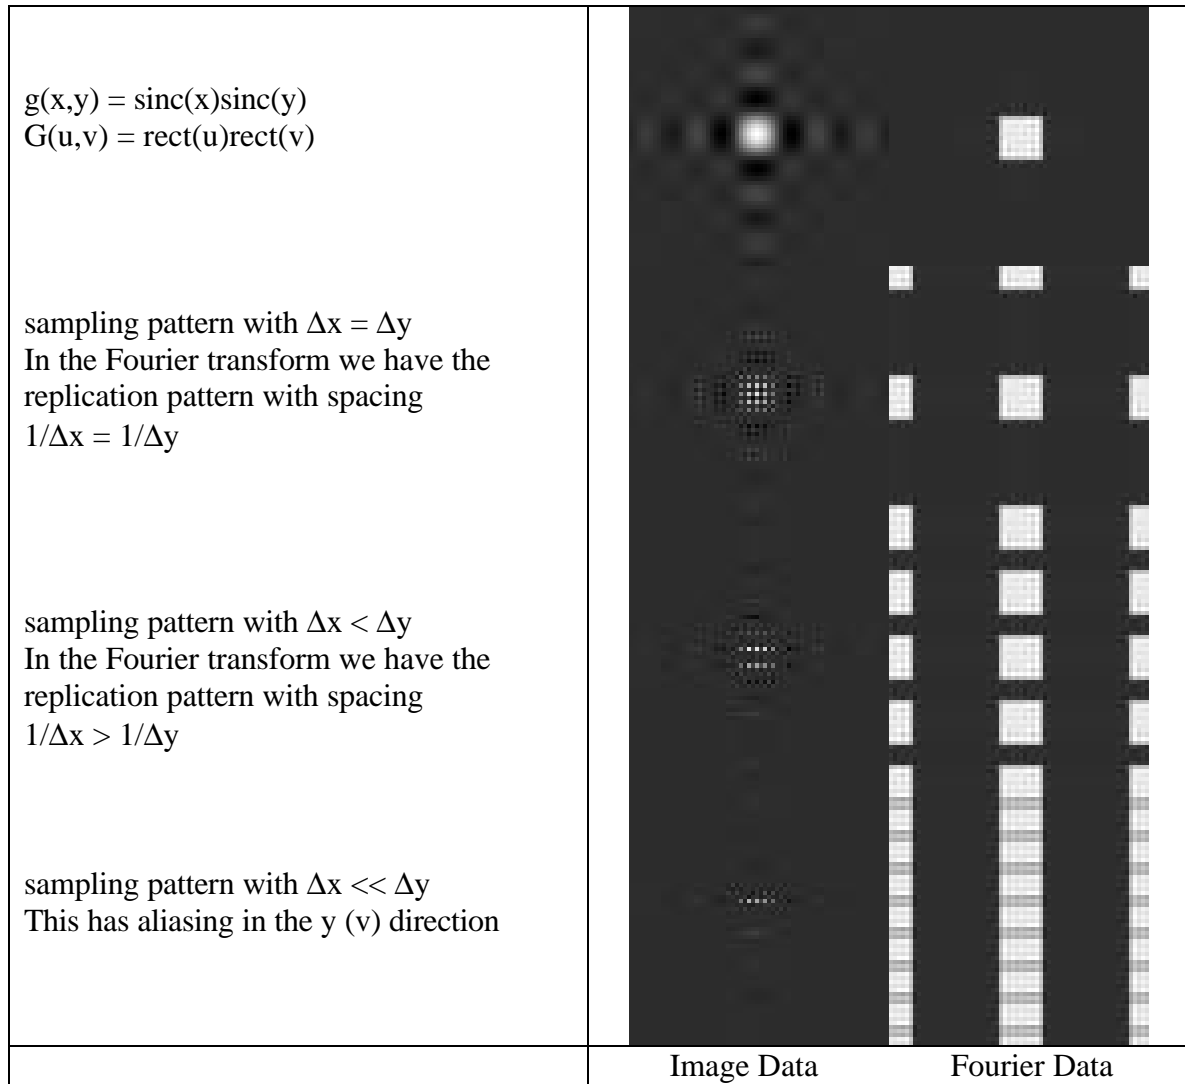 g(x,y) = sinc(x)sinc(y)
G(u,v) = rect(u)rect(v)
sampling pattern with Δx = Δy
In the Fourier transform we have the
replication pattern with spacing
1/Δx = 1/Δy
sampling pattern with Δx < Δy
In the Fourier transform we have the
replication pattern with spacing
1/Δx > 1/Δy
sampling pattern with Δx << Δy
This has aliasing in the y (v) direction
Image Data Fourier Data